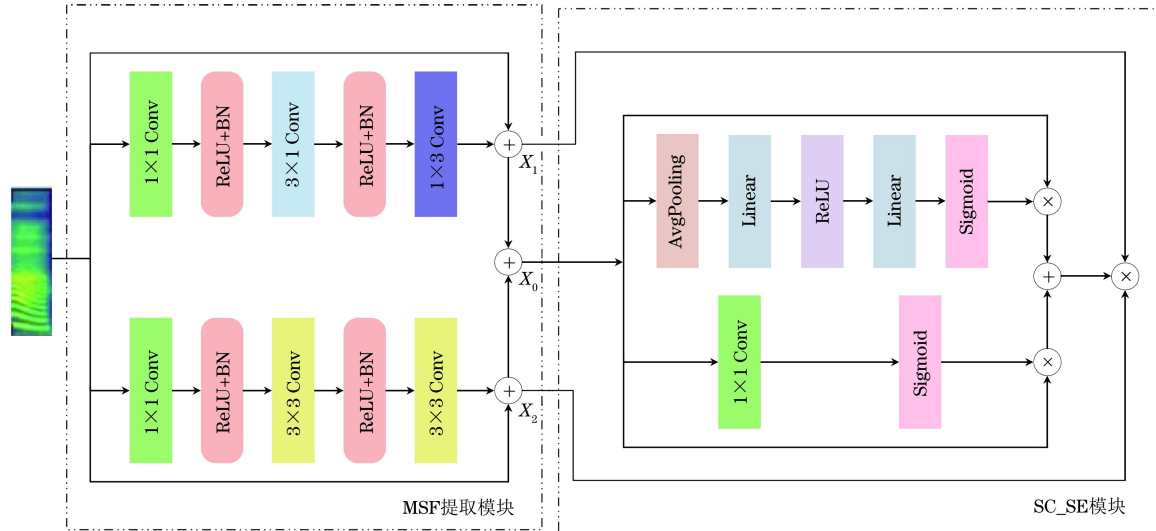 1×1 Conv
ReLU+BN
3×1 Conv
ReLU+BN
1×3 Conv
+
X1
+
X0
1×1 Conv
ReLU+BN
3×3 Conv
ReLU+BN
3×3 Conv
+
X2
MSF提取模块
AvgPooling
Linear
ReLU
Linear
Sigmoid
×
+
×
1×1 Conv
Sigmoid
×
SC_SE模块